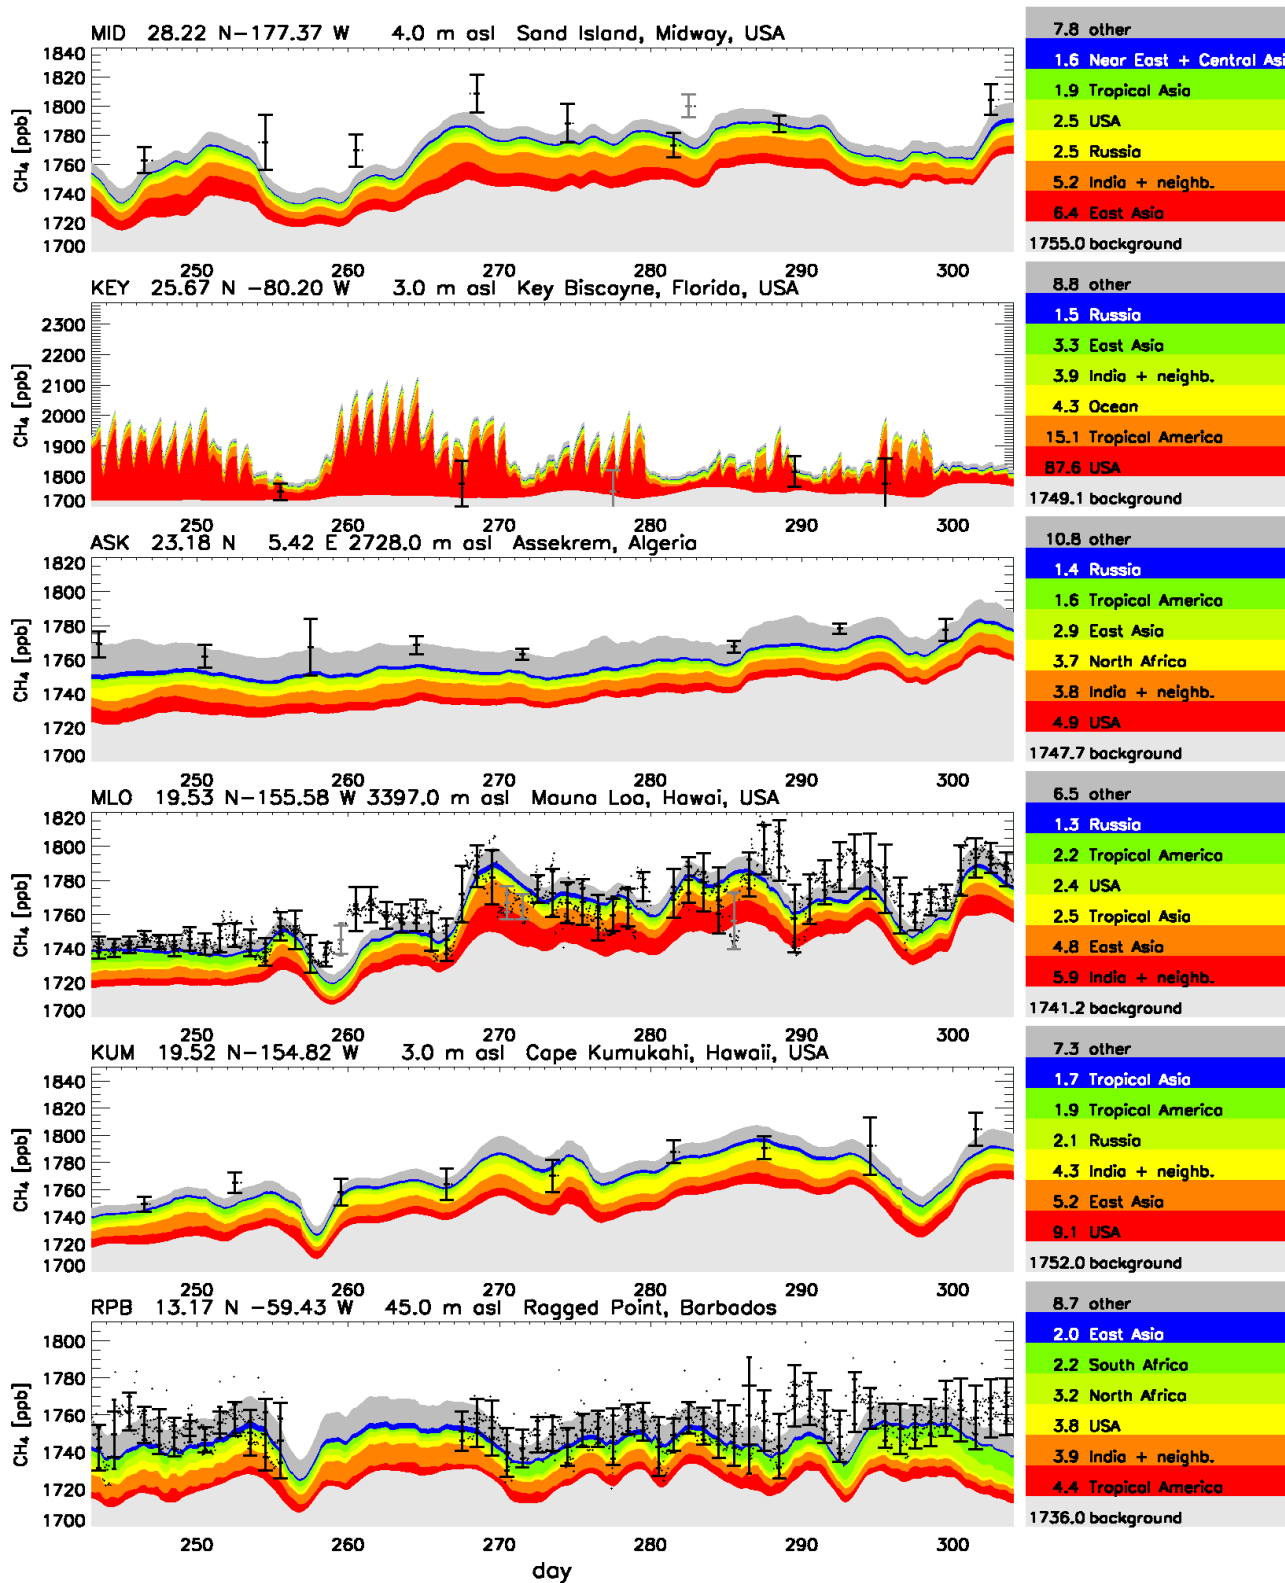 MID 28.22 N-177.37 W 4.0 m asl Sand Island, Midway, USA
CH4 [ppb]
1840
1820
1800
1780
1760
1740
1720
1700
250 260 270 280 290 300
7.8 other
1.6 Near East + Central Asi
1.9 Tropical Asia
2.5 USA
2.5 Russia
5.2 India + neighb.
6.4 East Asia
1755.0 background
KEY 25.67 N -80.20 W 3.0 m asl Key Biscayne, Florida, USA
CH4 [ppb]
2300
2200
2100
2000
1900
1800
1700
250 260 270 280 290 300
8.8 other
1.5 Russia
3.3 East Asia
3.9 India + neighb.
4.3 Ocean
15.1 Tropical America
87.6 USA
1749.1 background
ASK 23.18 N 5.42 E 2728.0 m asl Assekrem, Algeria
CH4 [ppb]
1820
1800
1780
1760
1740
1720
1700
250 260 270 280 290 300
10.8 other
1.4 Russia
1.6 Tropical America
2.9 East Asia
3.7 North Africa
3.8 India + neighb.
4.9 USA
1747.7 background
MLO 19.53 N-155.58 W 3397.0 m asl Mauna Loa, Hawai, USA
CH4 [ppb]
1820
1800
1780
1760
1740
1720
1700
250 260 270 280 290 300
6.5 other
1.3 Russia
2.2 Tropical America
2.4 USA
2.5 Tropical Asia
4.8 East Asia
5.9 India + neighb.
1741.2 background
KUM 19.52 N-154.82 W 3.0 m asl Cape Kumukahi, Hawaii, USA
CH4 [ppb]
1840
1820
1800
1780
1760
1740
1720
1700
250 260 270 280 290 300
7.3 other
1.7 Tropical Asia
1.9 Tropical America
2.1 Russia
4.3 India + neighb.
5.2 East Asia
9.1 USA
1752.0 background
RPB 13.17 N -59.43 W 45.0 m asl Ragged Point, Barbados
CH4 [ppb]
1800
1780
1760
1740
1720
1700
250 260 270 280 290 300
day
8.7 other
2.0 East Asia
2.2 South Africa
3.2 North Africa
3.8 USA
3.9 India + neighb.
4.4 Tropical America
1736.0 background